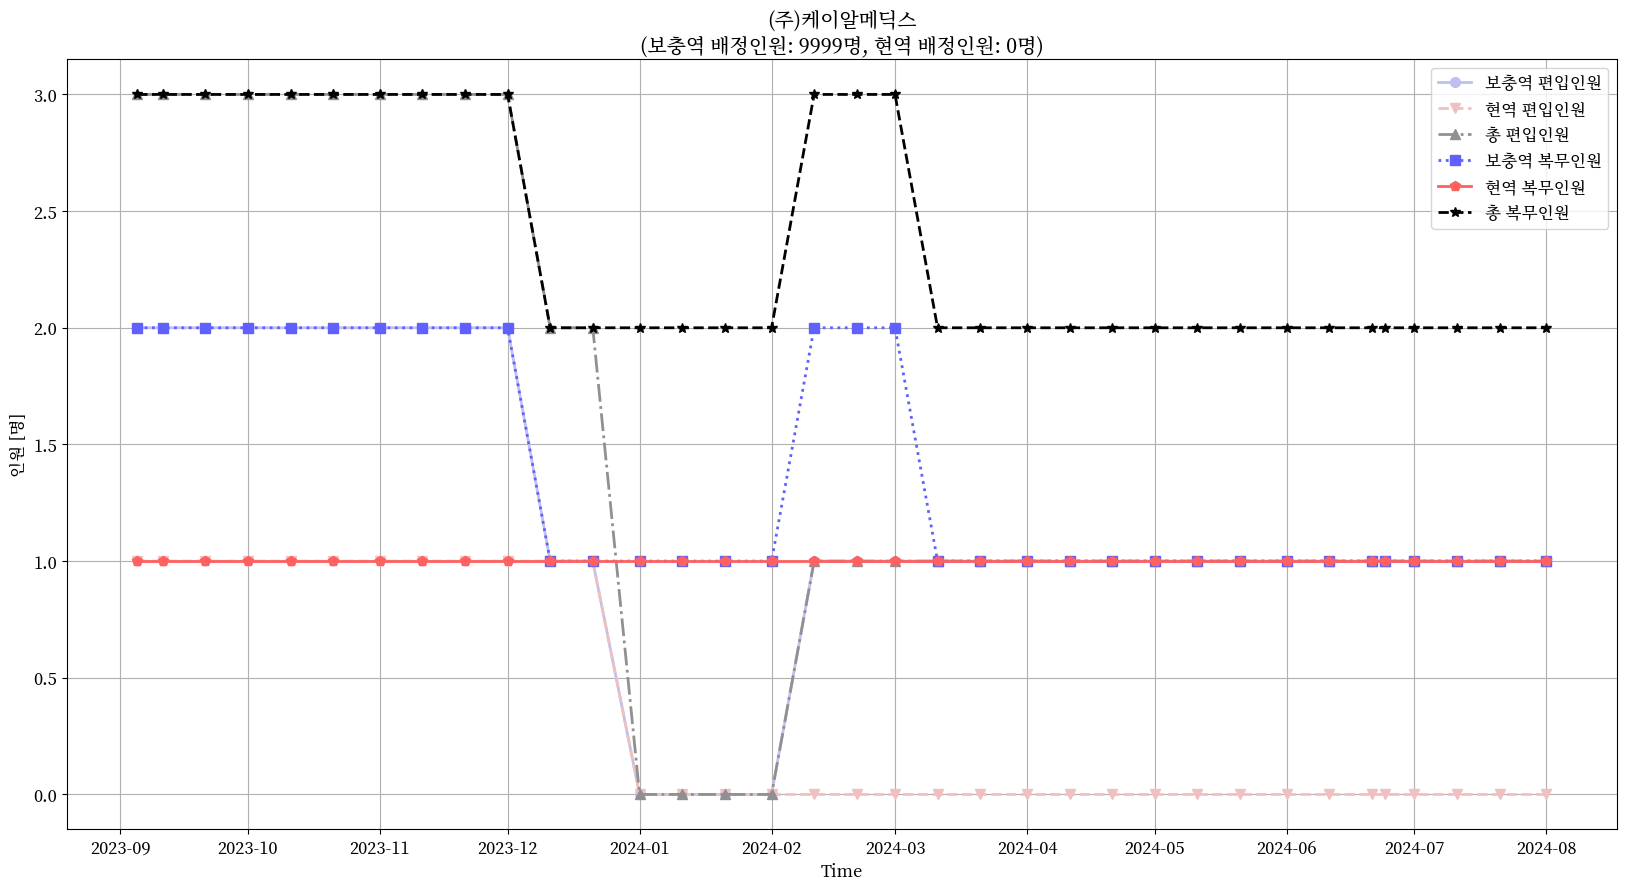 (주)케이알메딕스
(보충역 배정인원: 9999명, 현역 배정인원: 0명)
보충역 편입인원
현역 편입인원
총 편입인원
보충역 복무인원
현역 복무인원
총 복무인원
인원 [명]
3.0
2.5
2.0
1.5
1.0
0.5
0.0
2023-09 2023-10 2023-11 2023-12 2024-01 2024-02 2024-03 2024-04 2024-05 2024-06 2024-07 2024-08
Time